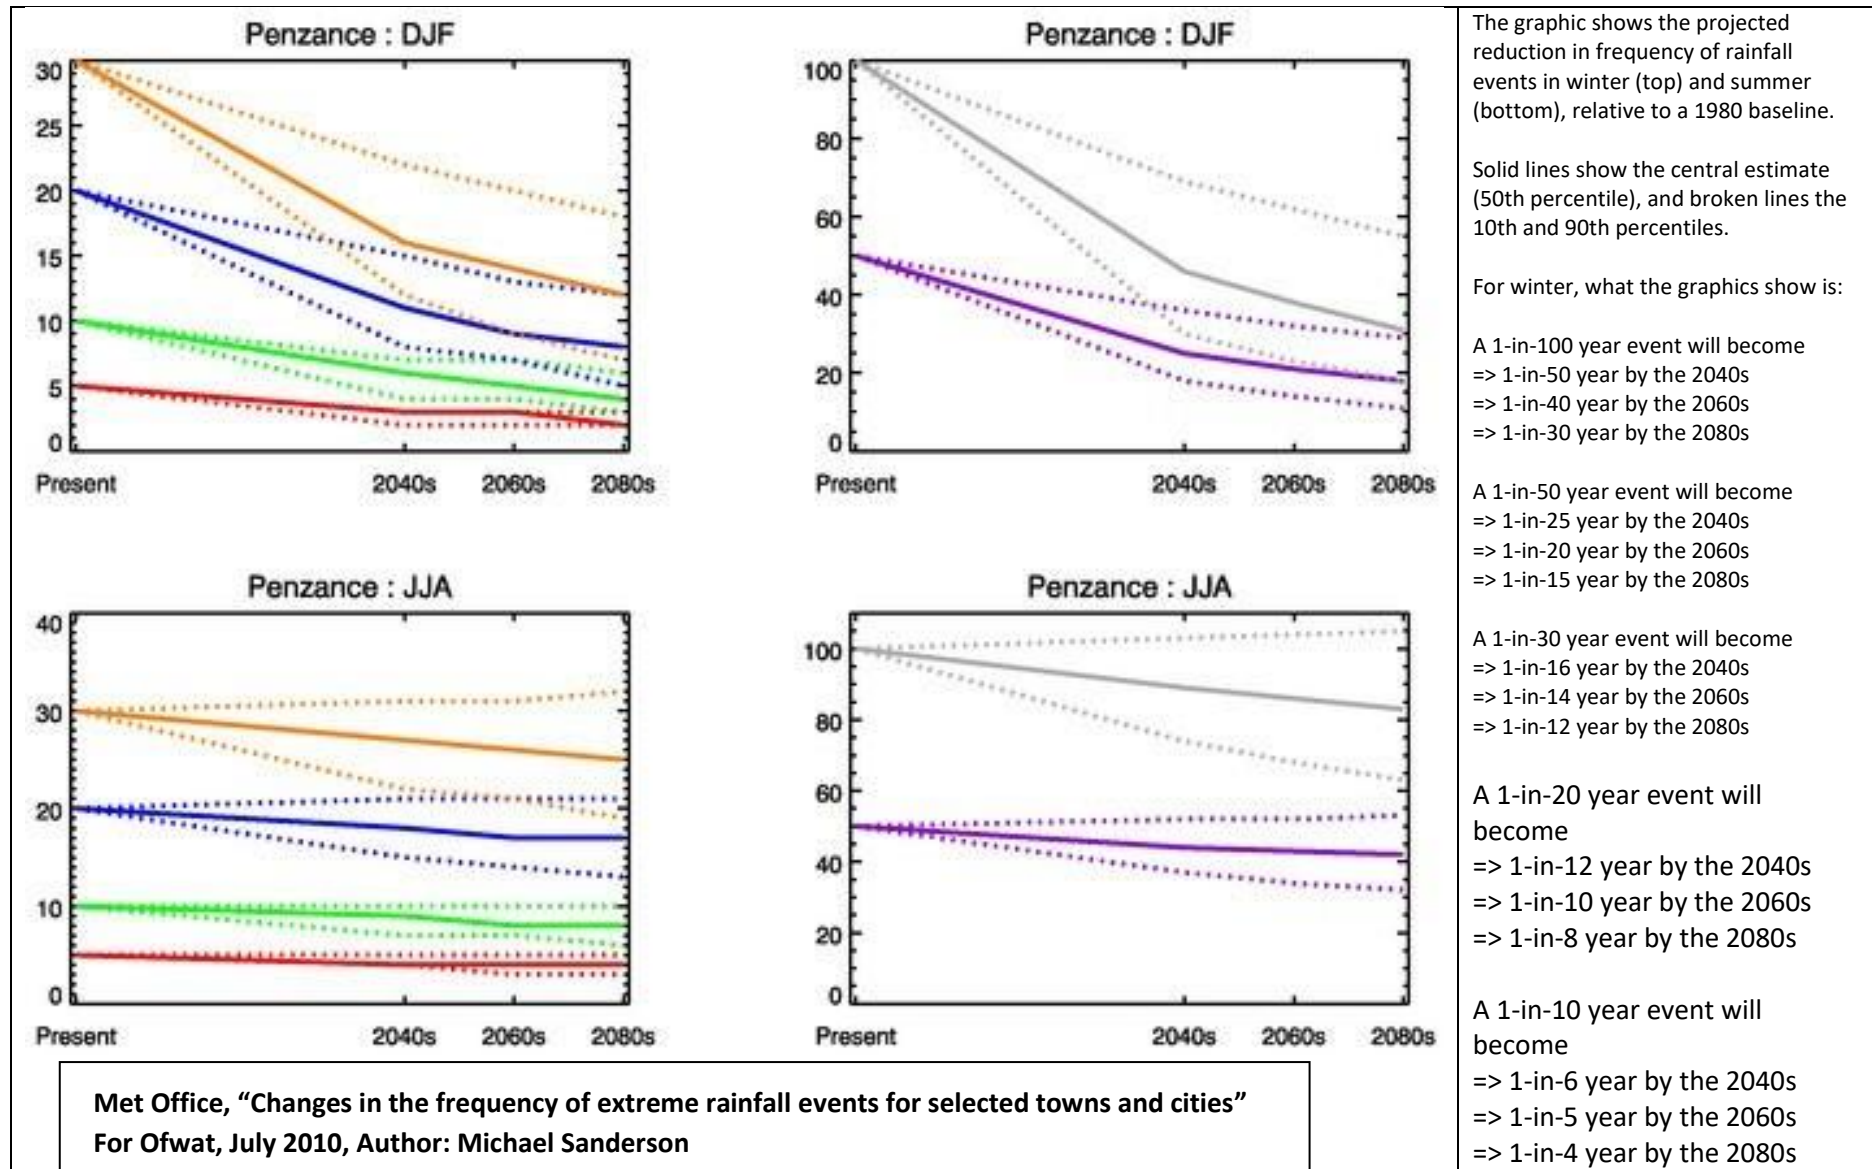 Penzance : DJF
30
25
20
15
10
5
0
Present 2040s 2060s 2080s
Penzance : DJF
100
80
60
40
20
0
Present 2040s 2060s 2080s
Penzance : JJA
40
30
20
10
0
Present 2040s 2060s 2080s
Penzance : JJA
100
80
60
40
20
0
Present 2040s 2060s 2080s
Met Office, “Changes in the frequency of extreme rainfall events for selected towns and cities”
For Ofwat, July 2010, Author: Michael Sanderson
The graphic shows the projected
reduction in frequency of rainfall
events in winter (top) and summer
(bottom), relative to a 1980 baseline.
Solid lines show the central estimate
(50th percentile), and broken lines the
10th and 90th percentiles.
For winter, what the graphics show is:
A 1-in-100 year event will become
=> 1-in-50 year by the 2040s
=> 1-in-40 year by the 2060s
=> 1-in-30 year by the 2080s
A 1-in-50 year event will become
=> 1-in-25 year by the 2040s
=> 1-in-20 year by the 2060s
=> 1-in-15 year by the 2080s
A 1-in-30 year event will become
=> 1-in-16 year by the 2040s
=> 1-in-14 year by the 2060s
=> 1-in-12 year by the 2080s
A 1-in-20 year event will
become
=> 1-in-12 year by the 2040s
=> 1-in-10 year by the 2060s
=> 1-in-8 year by the 2080s
A 1-in-10 year event will
become
=> 1-in-6 year by the 2040s
=> 1-in-5 year by the 2060s
=> 1-in-4 year by the 2080s